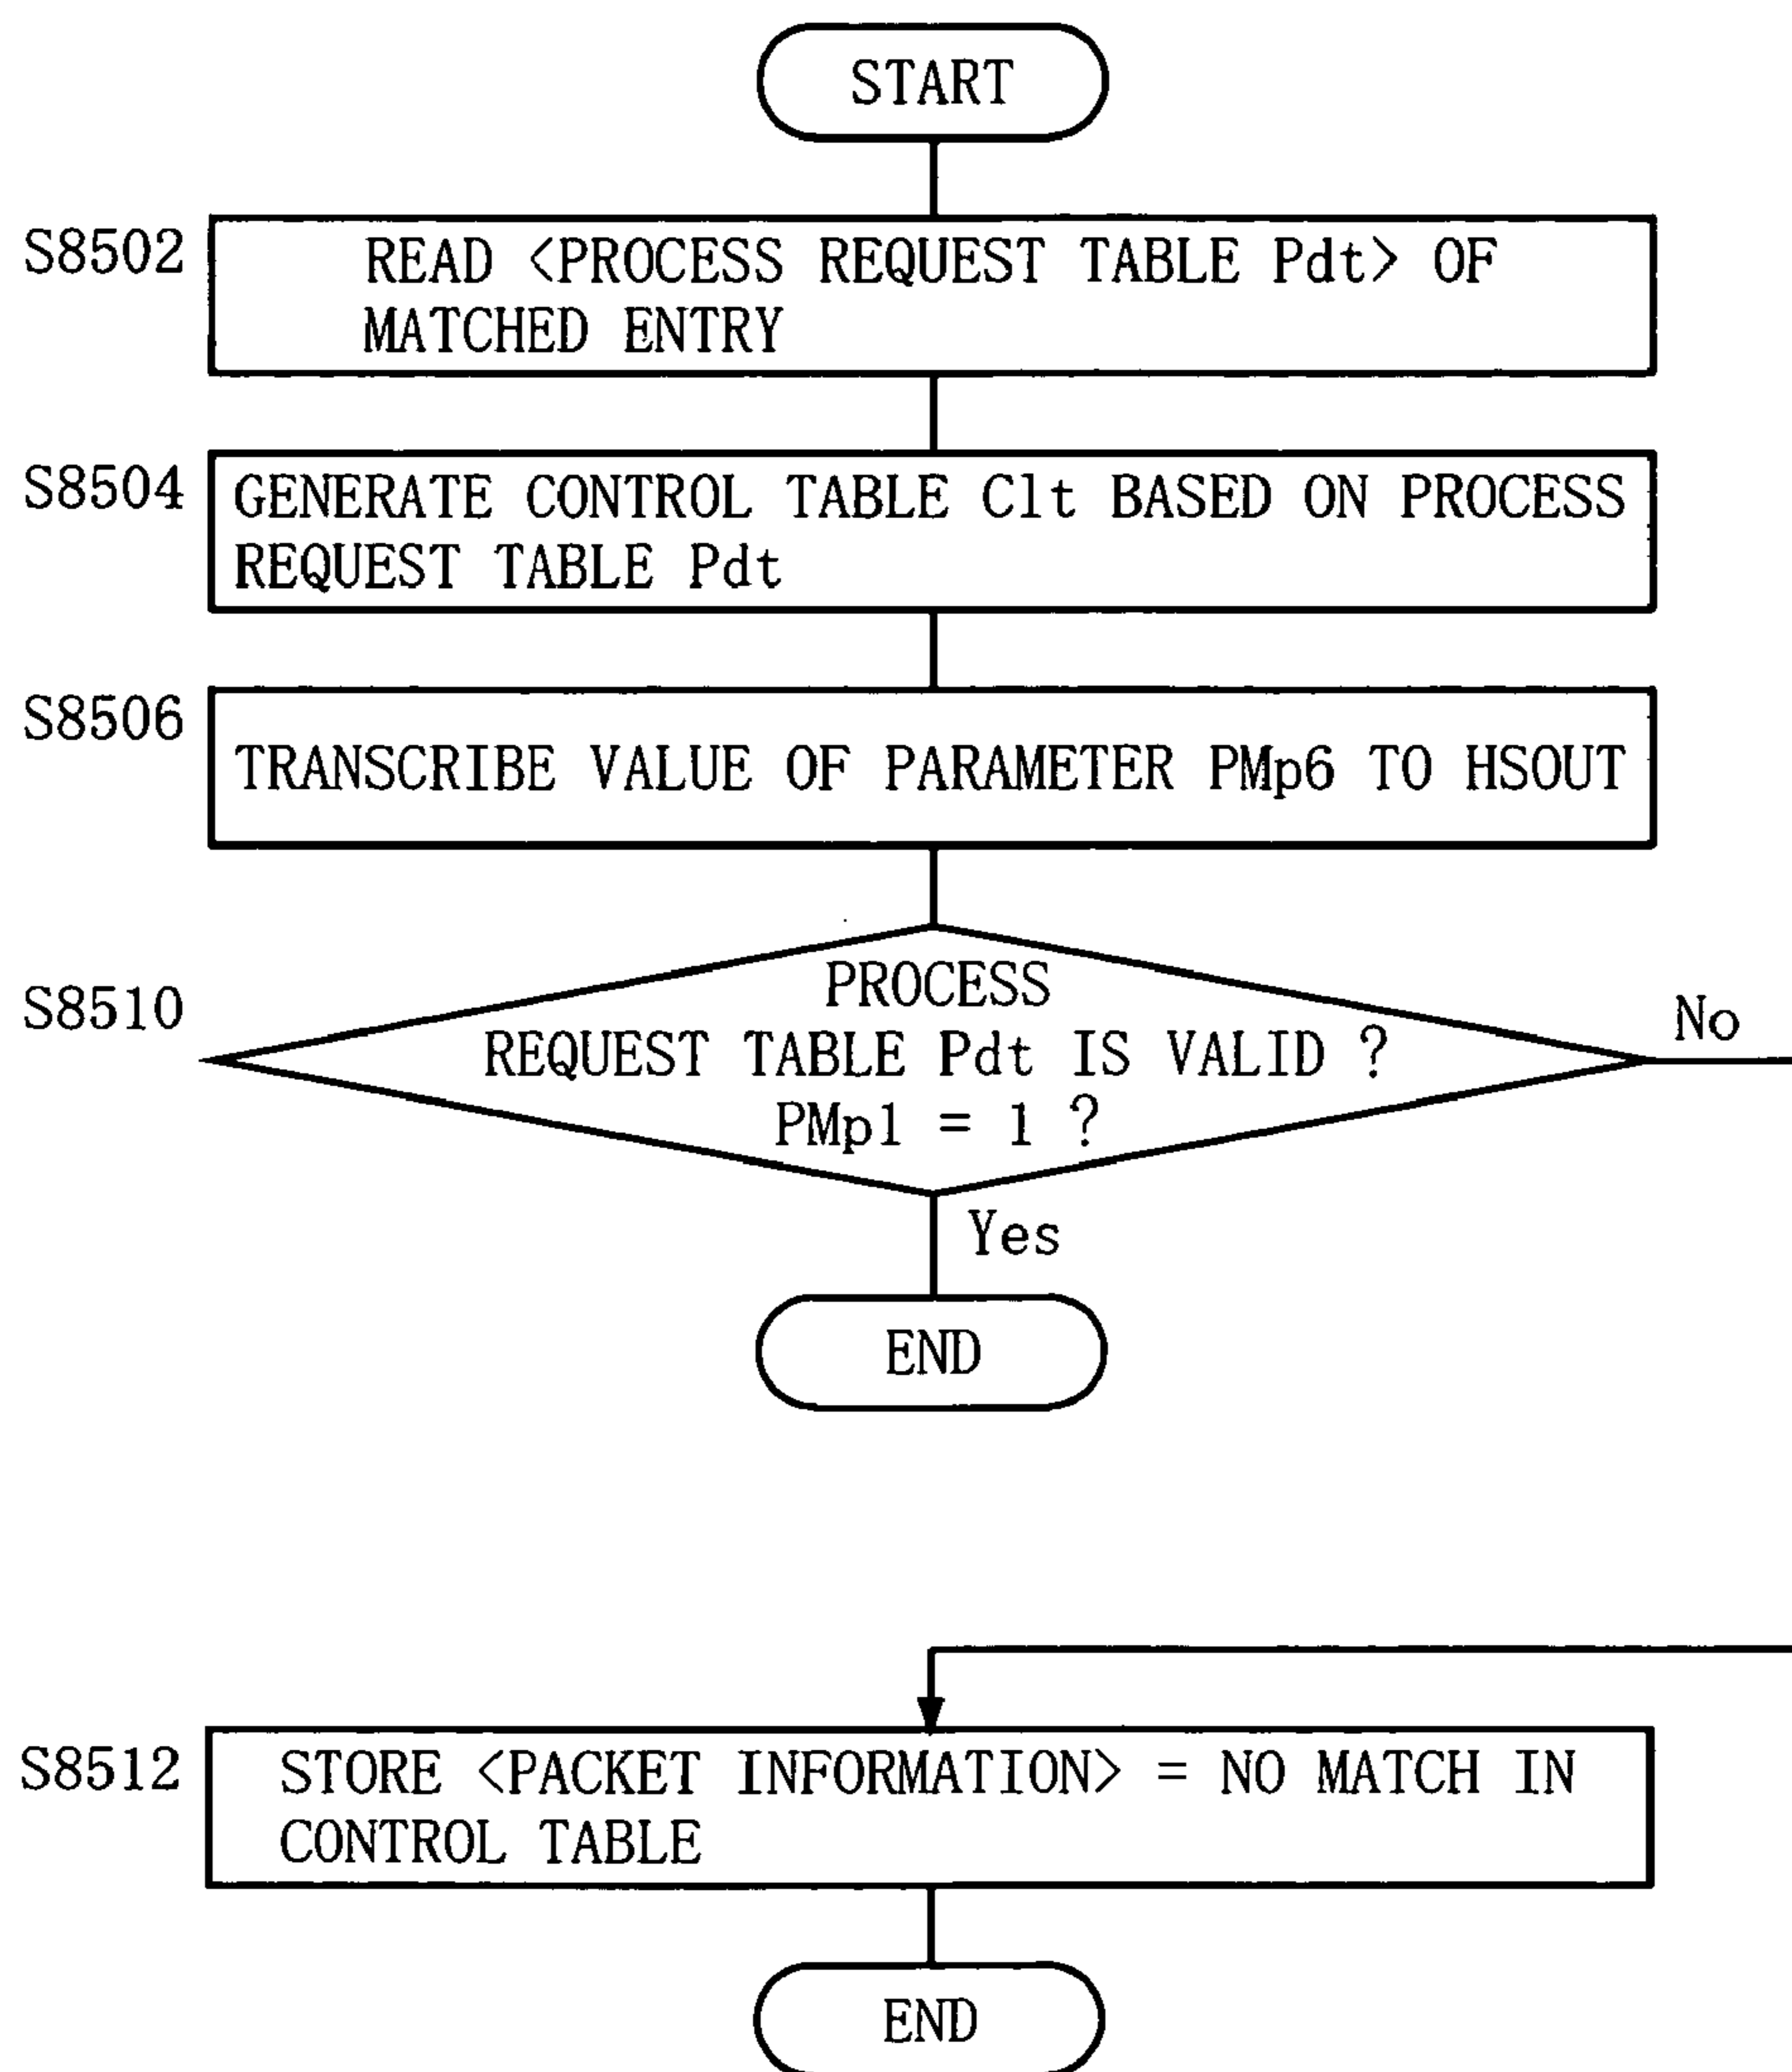 START
S8502
READ <PROCESS REQUEST TABLE Pdt> OF
MATCHED ENTRY
S8504
GENERATE CONTROL TABLE Clt BASED ON PROCESS
REQUEST TABLE Pdt
S8506
TRANSCRIBE VALUE OF PARAMETER PMp6 TO HSOUT
S8510
PROCESS
REQUEST TABLE Pdt IS VALID ?
PMp1 = 1 ?
No
Yes
END
S8512
STORE <PACKET INFORMATION> = NO MATCH IN
CONTROL TABLE
END